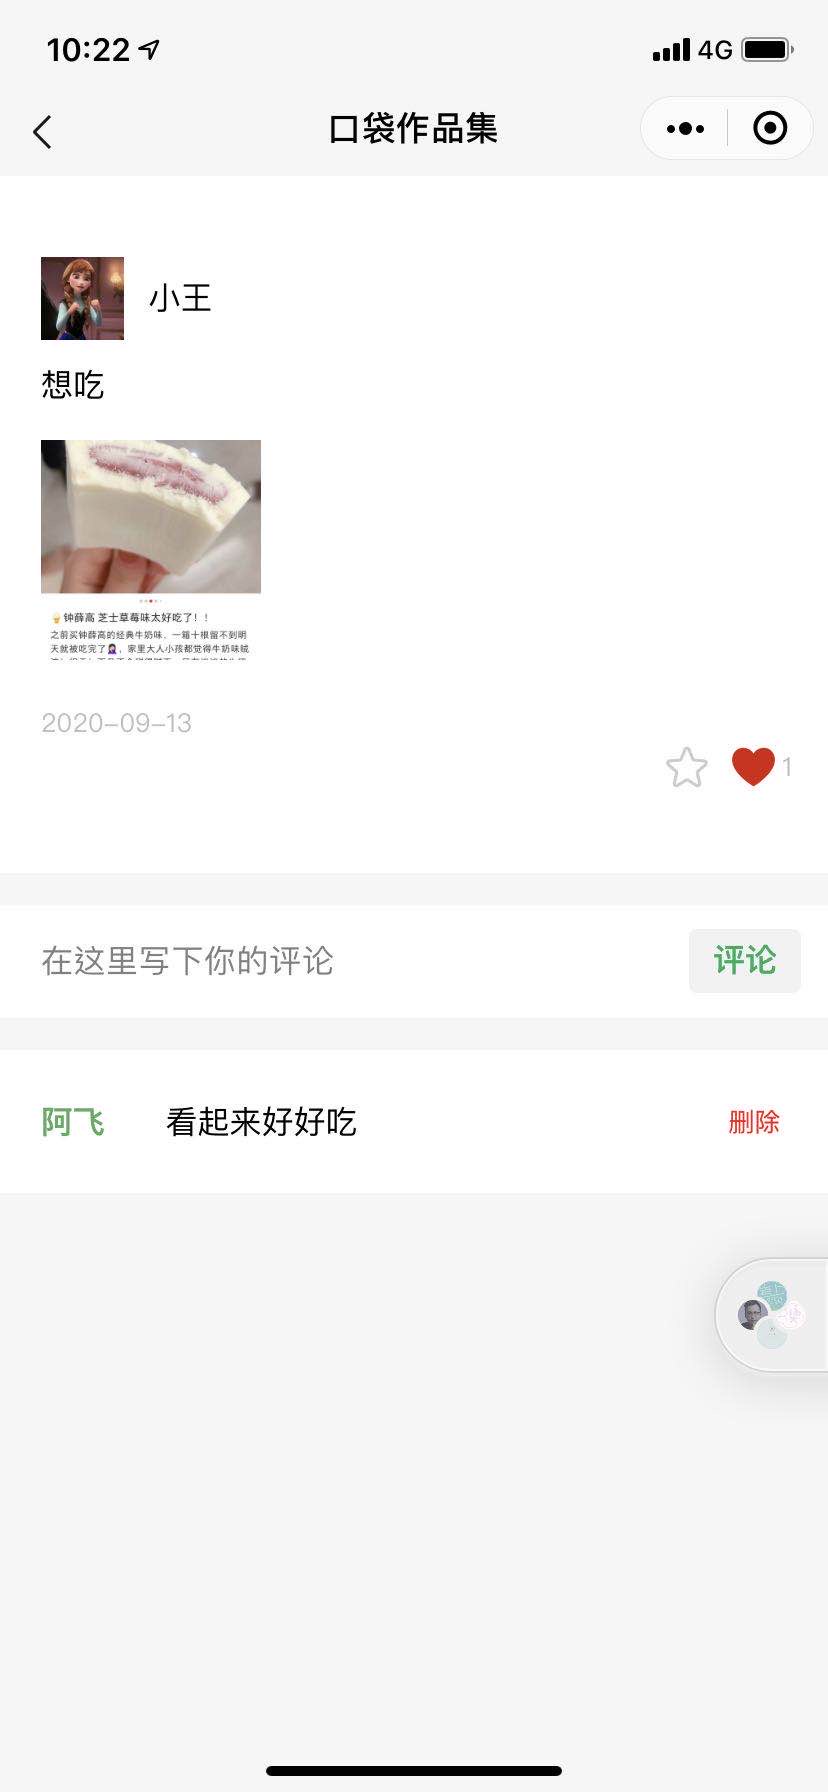 10:22
4G
口袋作品集
小王
想吃
钟薛高 芝士草莓味太好吃了！！
之前买钟薛高的经典牛奶味，一箱十根留不到明
天就被吃完了，家里大人小孩都觉得牛奶味贼
2020-09-13
1
在这里写下你的评论
评论
阿飞 看起来好好吃 删除